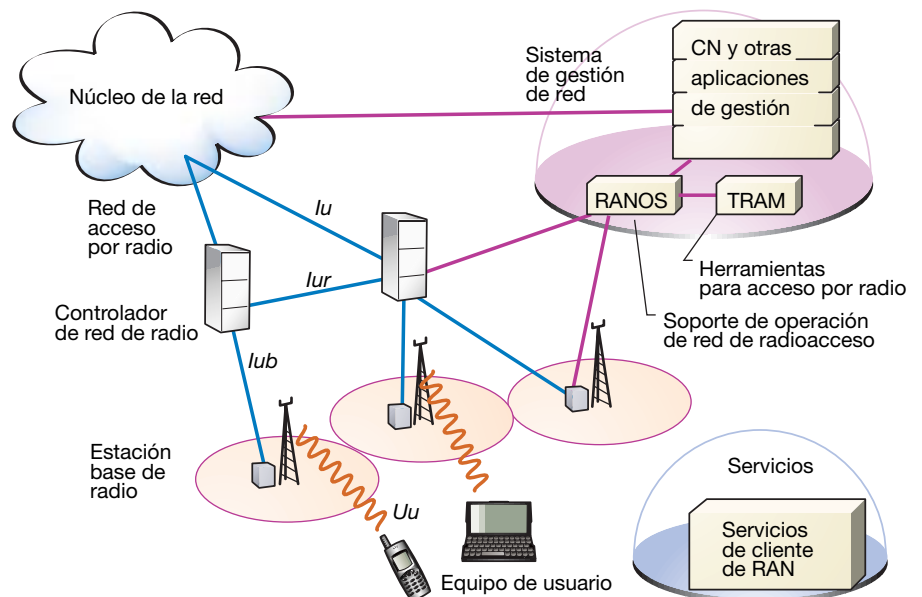 Núcleo de la red
Sistema
de gestión
de red
CN y otras
aplicaciones
de gestión
RANOS
TRAM
Red de
acceso
por radio
Iu
Iur
Herramientas
para acceso por radio
Controlador
de red de radio
Soporte de operación
de red de radioacceso
Iub
Estación
base de
radio
Uu
Equipo de usuario
Servicios
Servicios
de cliente
de RAN